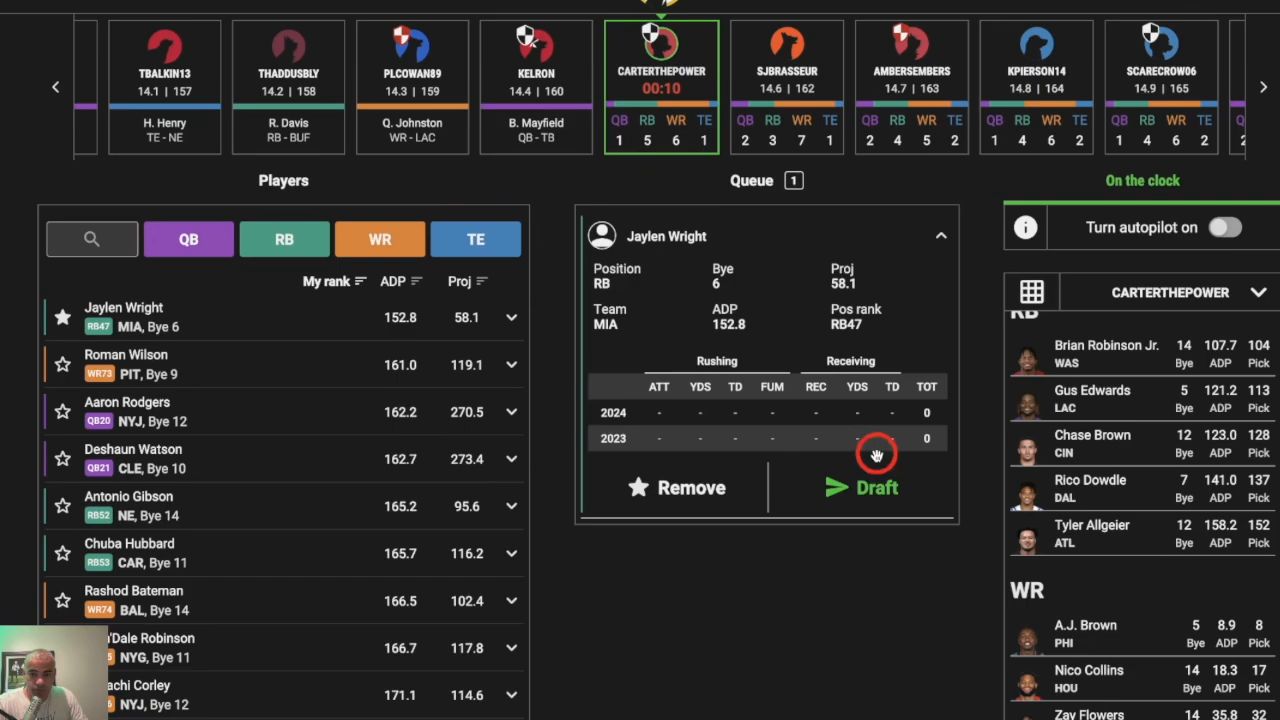 TBALKIN13
14.1 | 157
H. Henry
TE - NE
THADDUSBLY
14.2 | 158
R. Davis
RB - BUF
PLCOWAN89
14.3 | 159
Q. Johnston
WR - LAC
KELRON
14.4 | 160
B. Mayfield
QB - TB
CARTERTHEPOWER
00:10
QB RB WR TE
1 5 6 1
SJBRASSEUR
14.6 | 162
QB RB WR TE
2 3 7 1
AMBERSEMBERS
14.7 | 163
QB RB WR TE
2 4 5 2
KPIERSON14
14.8 | 164
QB RB WR TE
1 4 6 2
SCARECROW06
14.9 | 165
QB RB WR TE
1 4 6 2
Players
QB RB WR TE
My rank ADP Proj
Jaylen Wright
RB47 MIA, Bye 6 152.8 58.1
Roman Wilson
WR73 PIT, Bye 9 161.0 119.1
Aaron Rodgers
QB20 NYJ, Bye 12 162.2 270.5
Deshaun Watson
QB21 CLE, Bye 10 162.7 273.4
Antonio Gibson
RB52 NE, Bye 14 165.2 95.6
Chuba Hubbard
RB53 CAR, Bye 11 165.7 116.2
Rashod Bateman
WR74 BAL, Bye 14 166.5 102.4
'Dale Robinson
NYG, Bye 11 166.7 117.8
achi Corley
NYJ, Bye 12 171.1 114.6
Queue 1
Jaylen Wright
Position Bye Proj
RB 6 58.1
Team ADP Pos rank
MIA 152.8 RB47
Rushing Receiving
ATT YDS TD FUM REC YDS TD TOT
2024 - - - - - - - 0
2023 - - - - - - - 0
Remove Draft
On the clock
Turn autopilot on
CARTERTHEPOWER
RB
Brian Robinson Jr. 14 107.7 104
WAS Bye ADP Pick
Gus Edwards 5 121.2 113
LAC Bye ADP Pick
Chase Brown 12 123.0 128
CIN Bye ADP Pick
Rico Dowdle 7 141.0 137
DAL Bye ADP Pick
Tyler Allgeier 12 158.2 152
ATL Bye ADP Pick
WR
A.J. Brown 5 8.9 8
PHI Bye ADP Pick
Nico Collins 14 18.3 17
HOU Bye ADP Pick
Zay Flowers 14 35.8 32